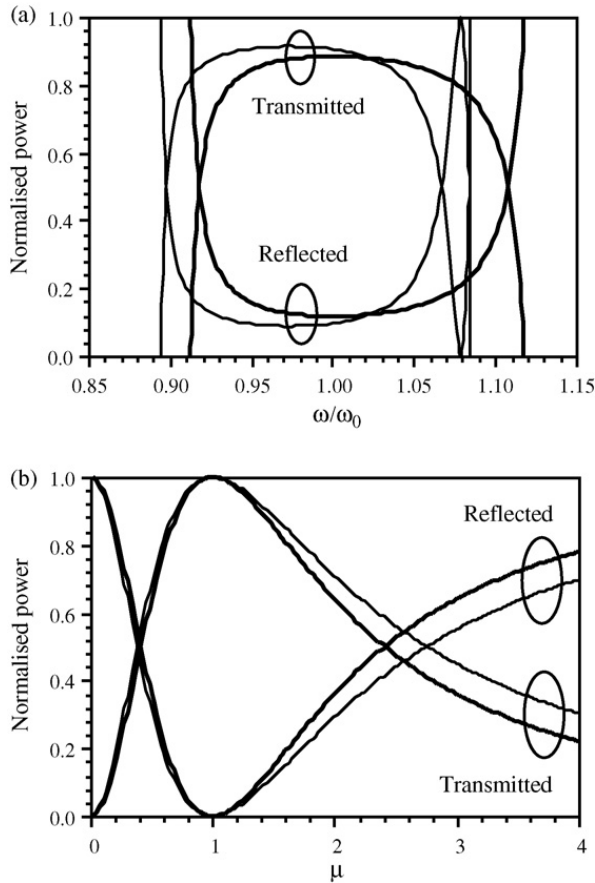 (a)
1.0
0.8
0.6
0.4
0.2
0.0
Normalised power
Transmitted
Reflected
0.85 0.90 0.95 1.00 1.05 1.10 1.15
ω/ω0
(b)
1.0
0.8
0.6
0.4
0.2
0.0
Normalised power
Reflected
Transmitted
0 1 2 3 4
μ